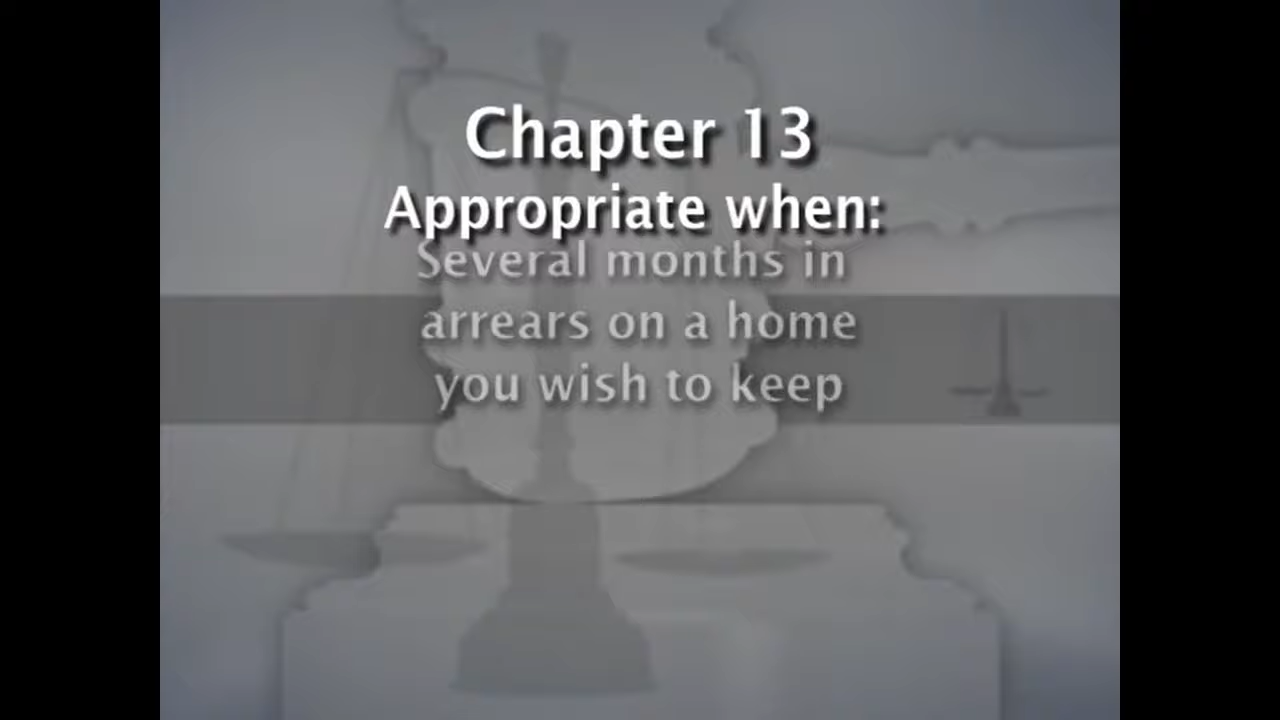 Chapter 13
Appropriate when:
Several months in
arrears on a home
you wish to keep